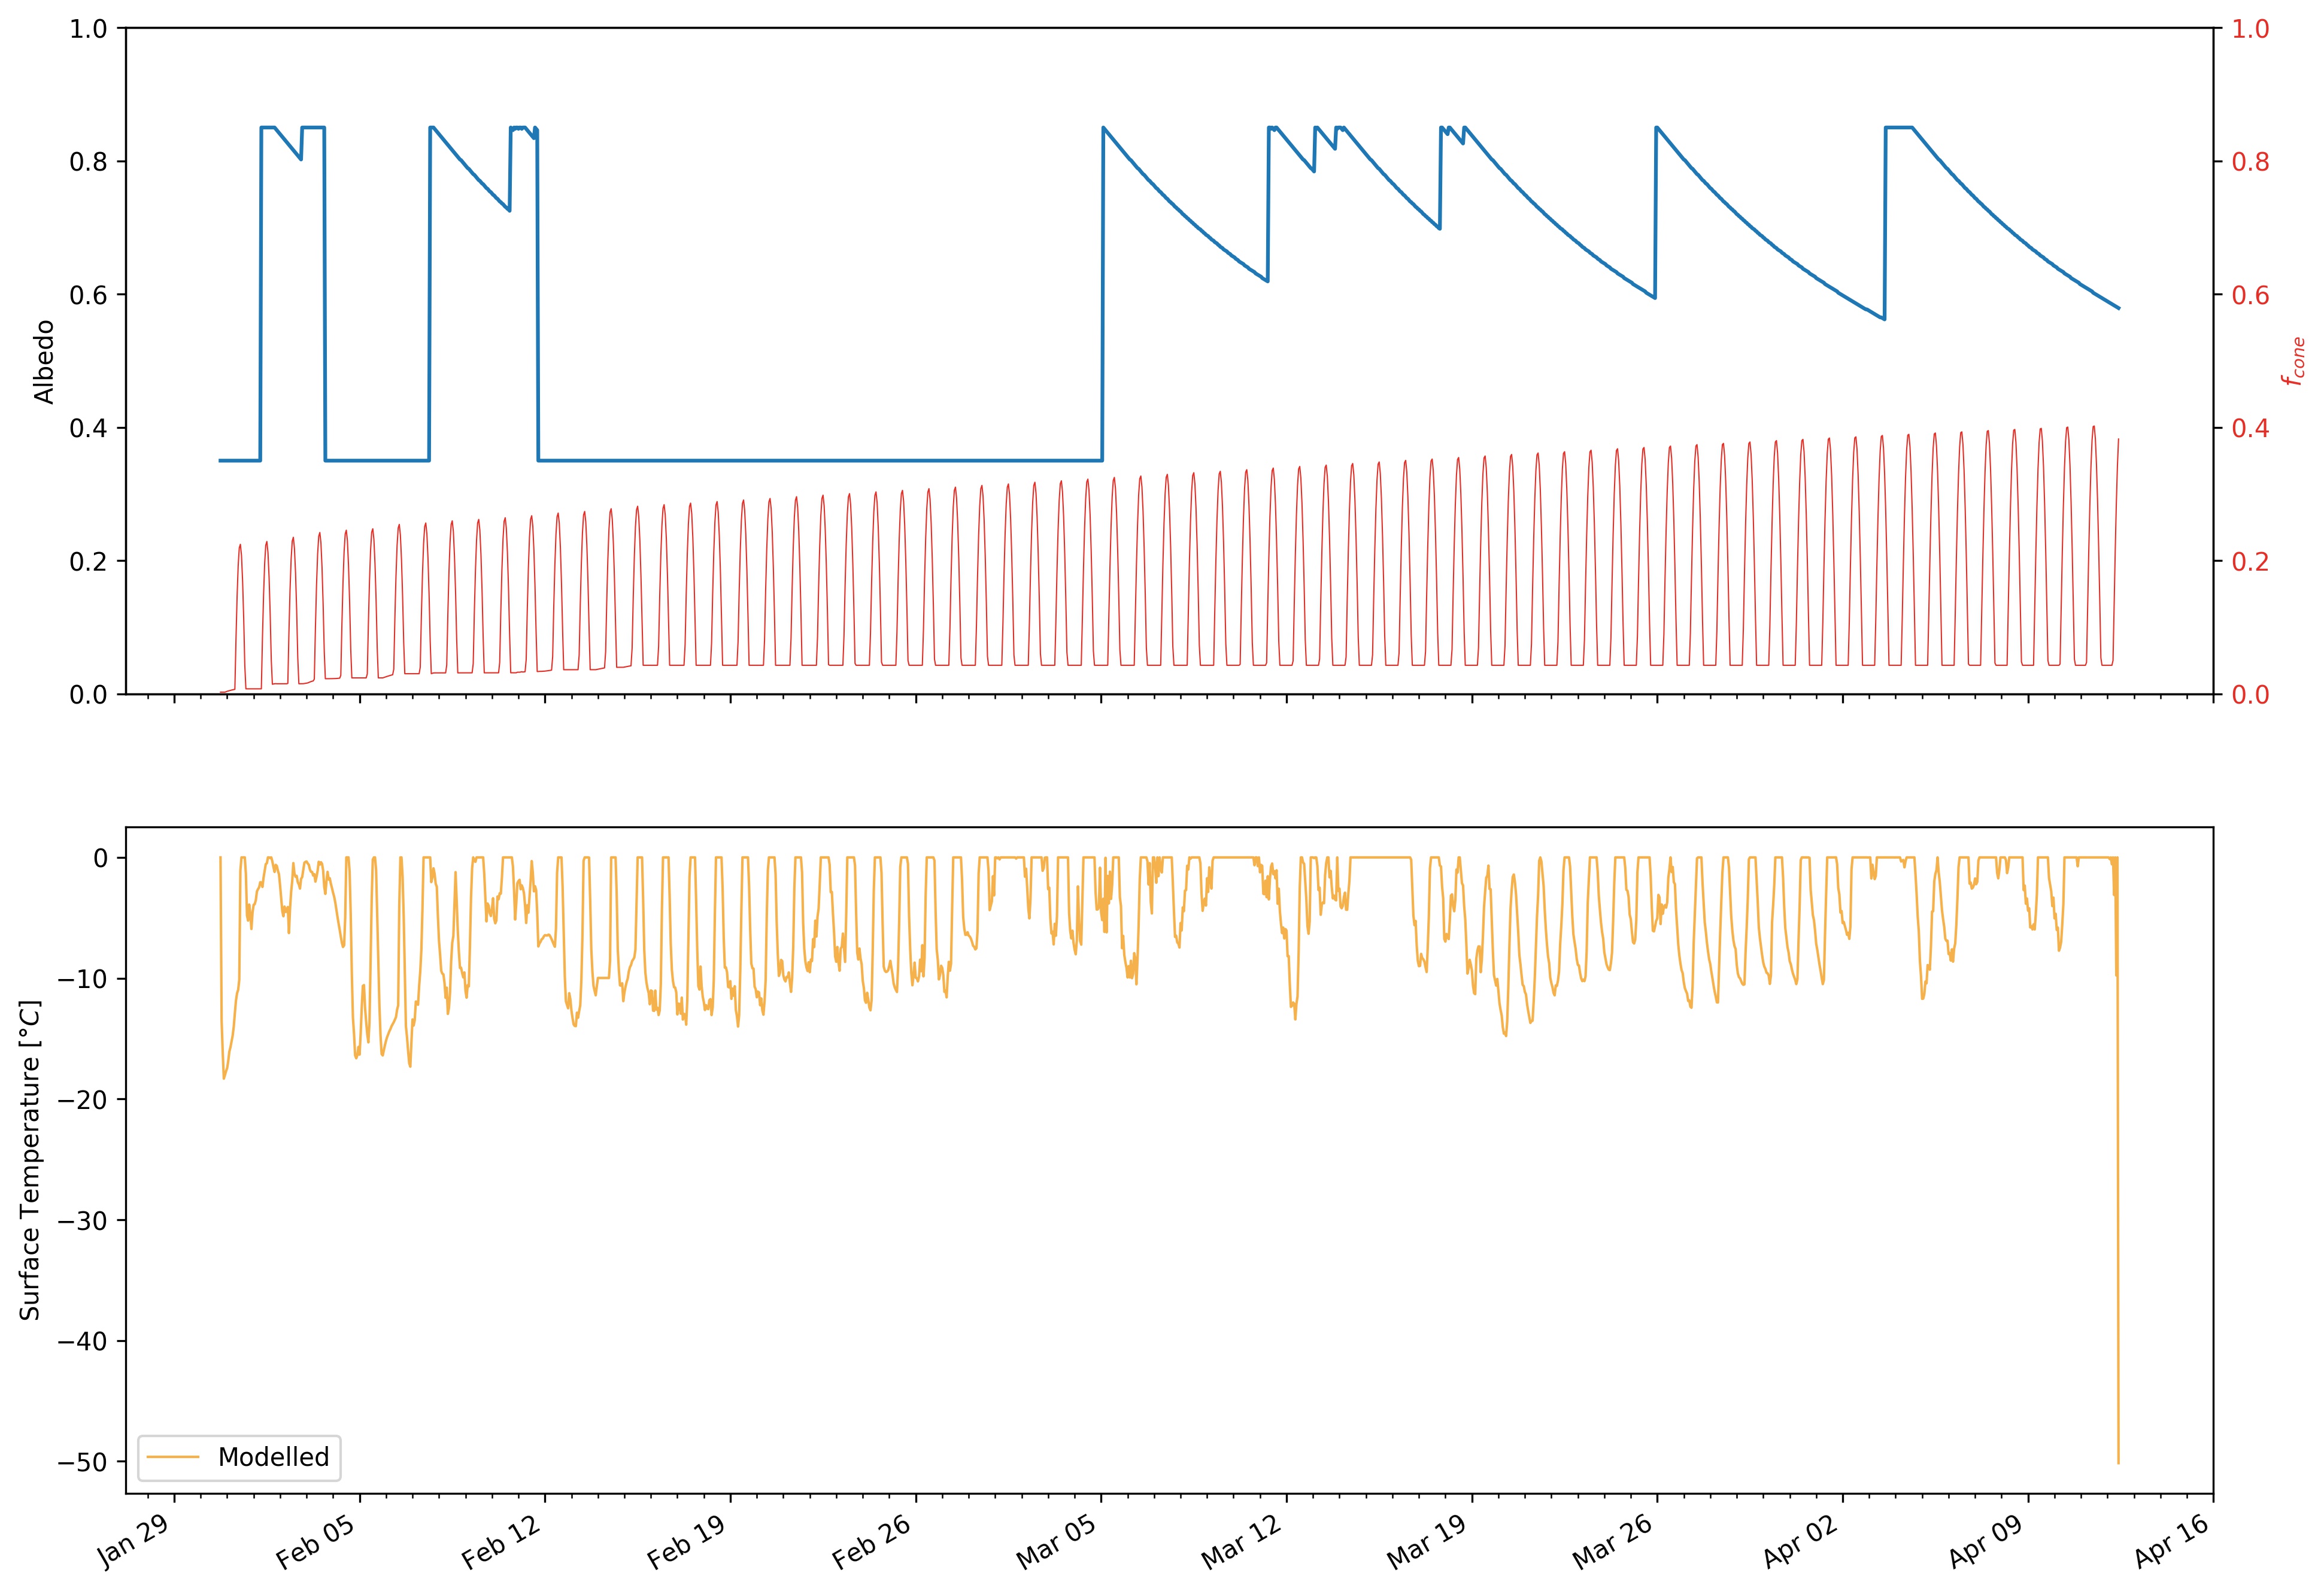 1.0
0.8
0.6
0.4
0.2
0.0
Albedo
1.0
0.8
0.6
0.4
0.2
0.0
fcone
0
−10
−20
−30
−40
−50
Surface Temperature [°C]
Modelled
Jan 29
Feb 05
Feb 12
Feb 19
Feb 26
Mar 05
Mar 12
Mar 19
Mar 26
Apr 02
Apr 09
Apr 16